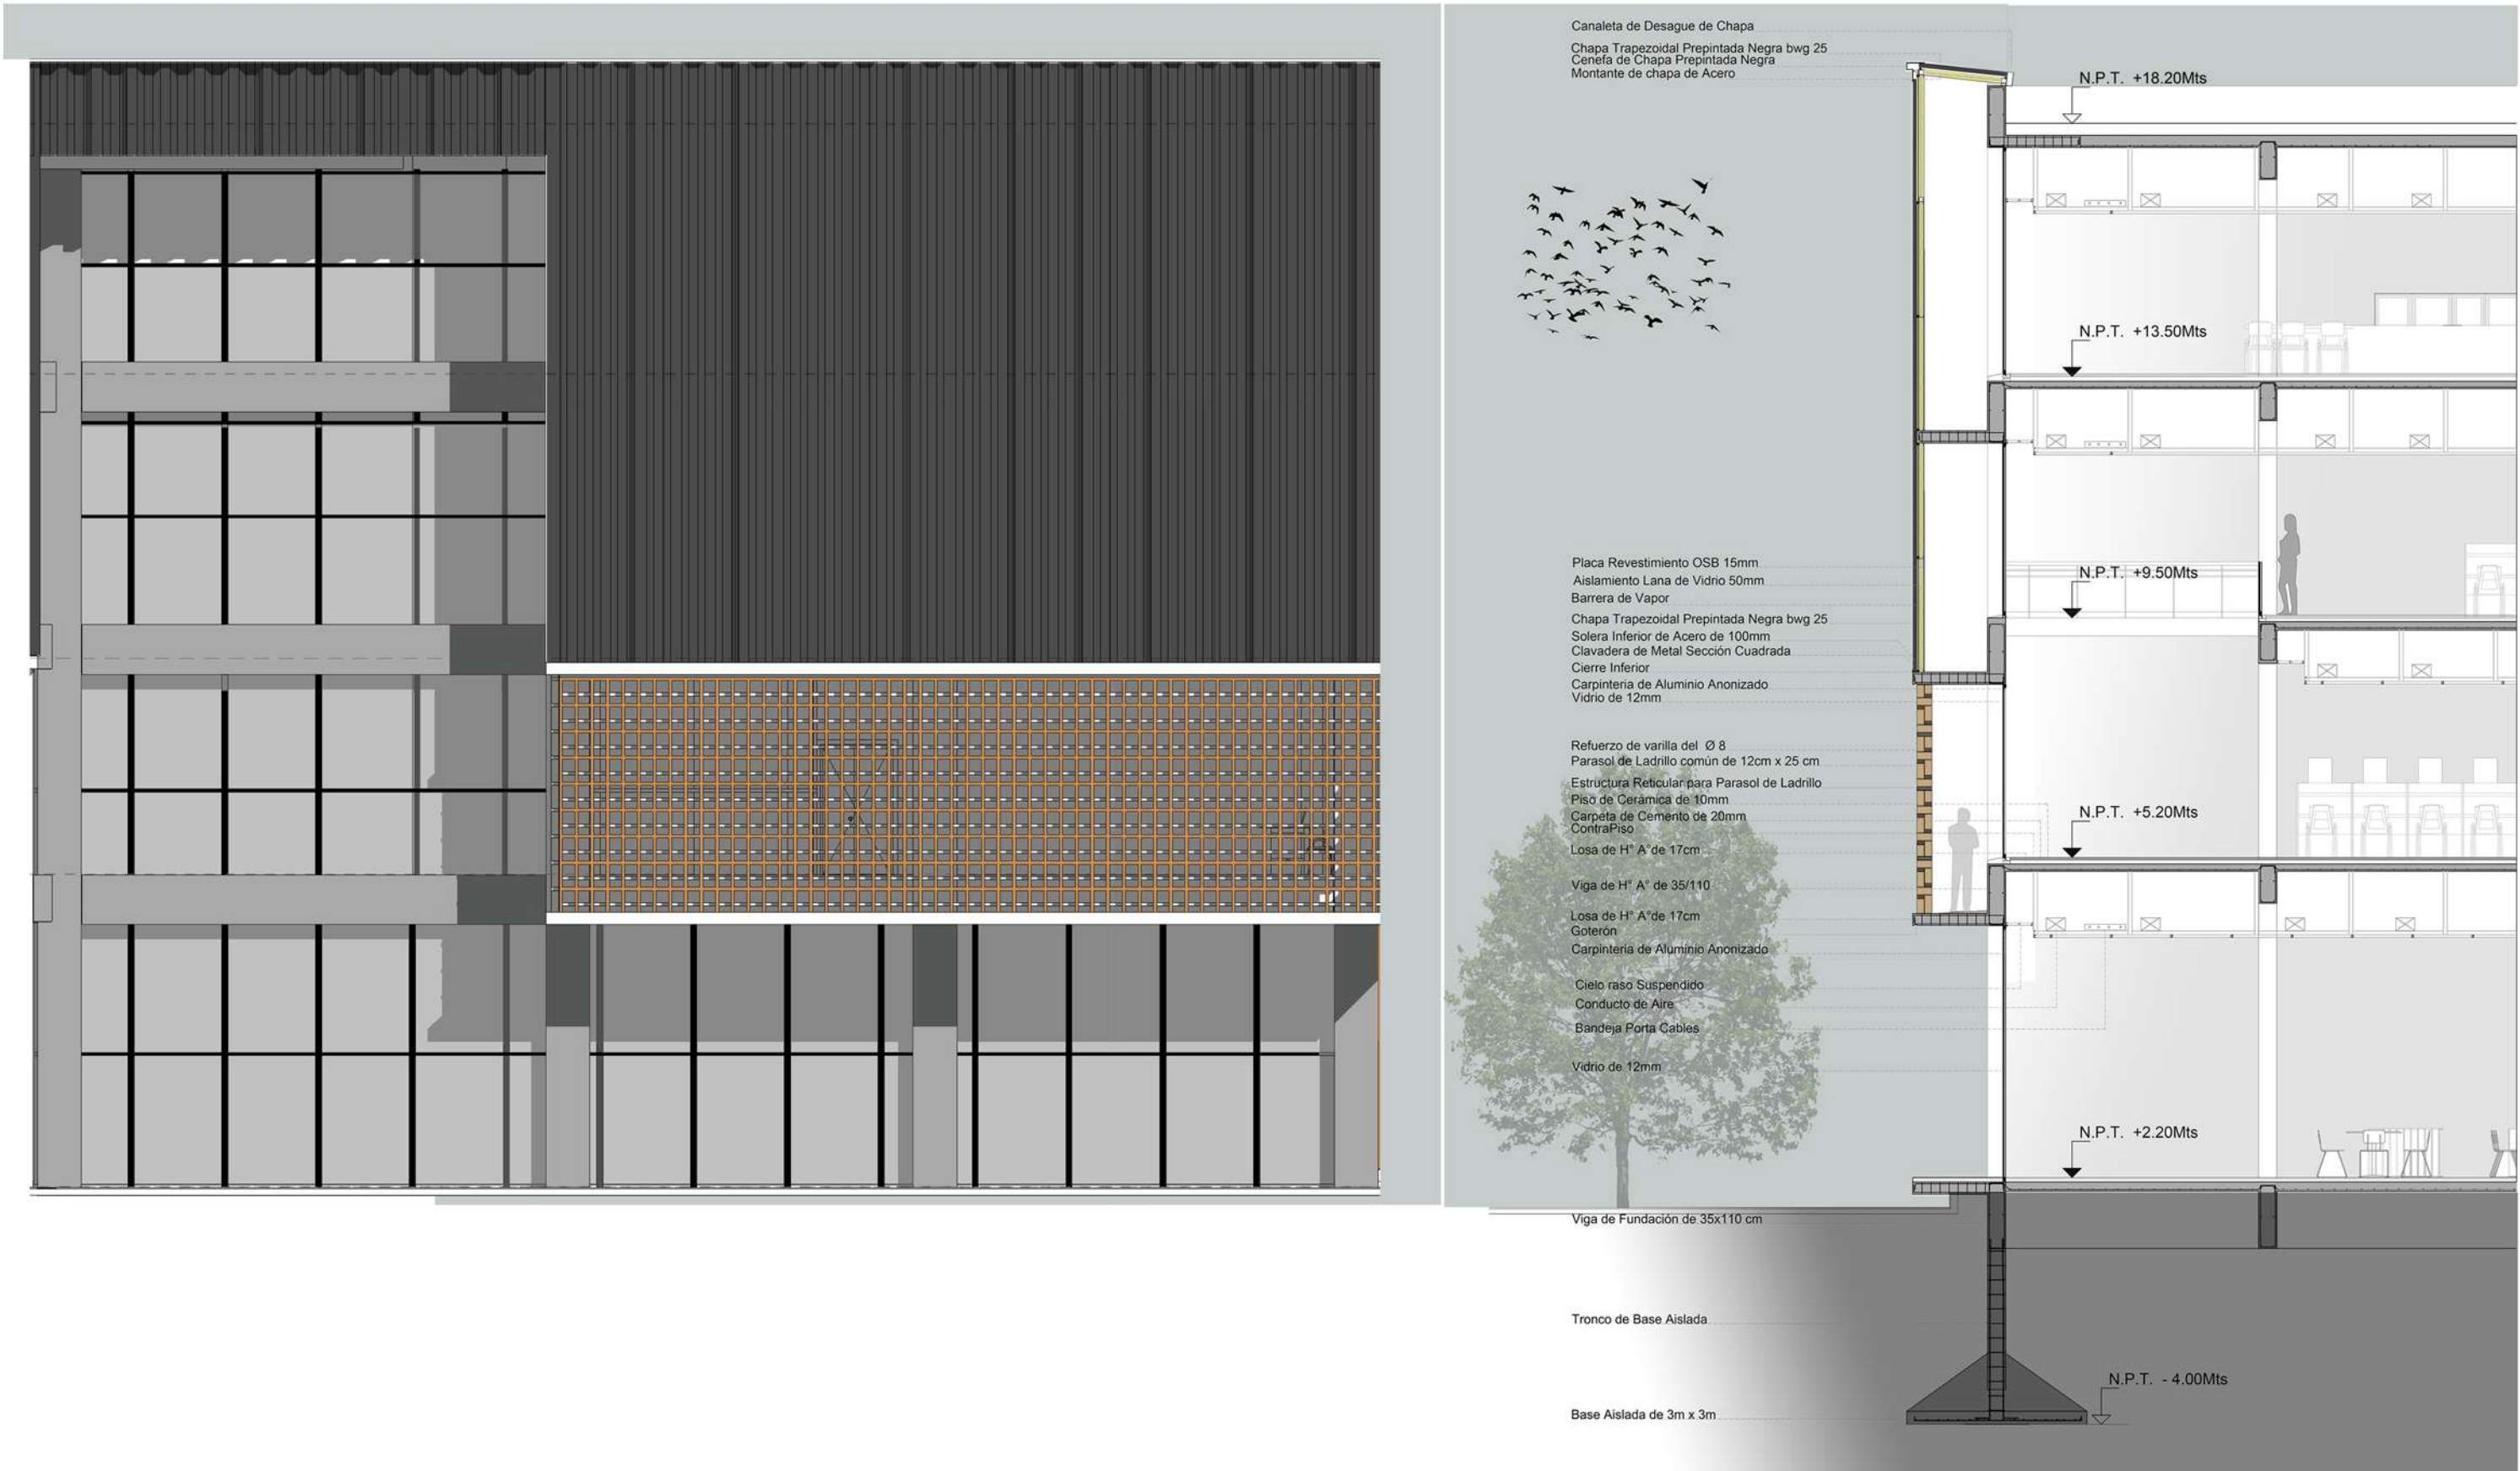 Canaleta de Desague de Chapa
Chapa Trapezoidal Prepintada Negra bwg 25
Cenefa de Chapa Prepintada Negra
Montante de chapa de Acero
N.P.T. +18.20Mts
N.P.T. +13.50Mts
Placa Revestimiento OSB 15mm
Aislamiento Lana de Vidrio 50mm
Barrera de Vapor
N.P.T. +9.50Mts
Chapa Trapezoidal Prepintada Negra bwg 25
Solera Inferior de Acero de 100mm
Clavadera de Metal Sección Cuadrada
Cierre Inferior
Carpinteria de Aluminio Anonizado
Vidrio de 12mm
Refuerzo de varilla del Ø 8
Parasol de Ladrillo común de 12cm x 25 cm
Estructura Reticular para Parasol de Ladrillo
Piso de Cerámica de 10mm
Carpeta de Cemento de 20mm
ContraPiso
N.P.T. +5.20Mts
Losa de H° A°de 17cm
Viga de H° A° de 35/110
Losa de H° A°de 17cm
Goterón
Carpinteria de Aluminio Anonizado
Cielo raso Suspendido
Conducto de Aire
Bandeja Porta Cables
Vidrio de 12mm
N.P.T. +2.20Mts
Viga de Fundación de 35x110 cm
Tronco de Base Aislada
N.P.T. - 4.00Mts
Base Aislada de 3m x 3m